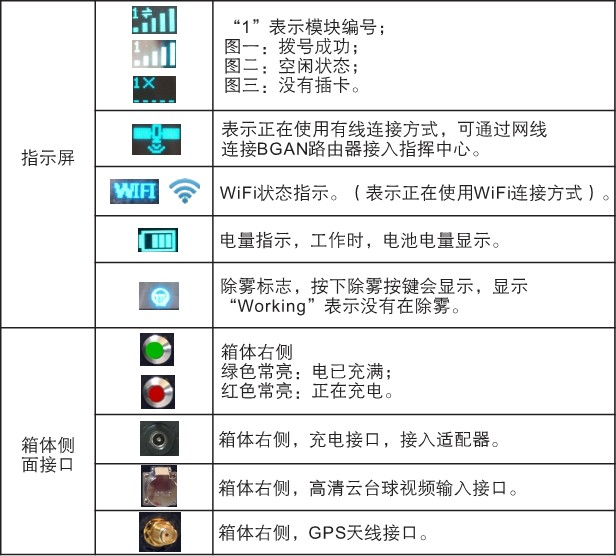 指示屏
1
“1”表示模块编号；
1
图一：拨号成功；
图二：空闲状态；
1
图三：没有插卡。
表示正在使用有线连接方式，可通过网线
连接BGAN路由器接入指挥中心。
WIFI
WiFi状态指示。（表示正在使用WiFi连接方式）。
电量指示，工作时，电池电量显示。
除雾标志，按下除雾按键会显示，显示
“Working”表示没有在除雾。
箱体侧
面接口
箱体右侧
绿色常亮：电已充满；
红色常亮：正在充电。
箱体右侧，充电接口，接入适配器。
箱体右侧，高清云台球视频输入接口。
箱体右侧，GPS天线接口。